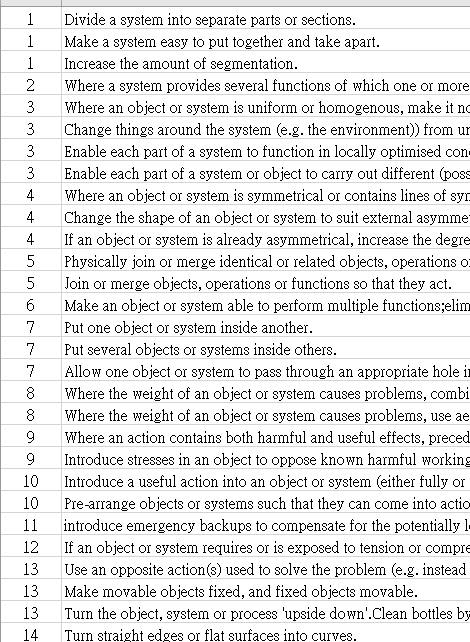 1 Divide a system into separate parts or sections.
1 Make a system easy to put together and take apart.
1 Increase the amount of segmentation.
2 Where a system provides several functions of which one or more
3 Where an object or system is uniform or homogenous, make it
3 Change things around the system (e.g. the environment)) from
3 Enable each part of a system to function in locally optimised
3 Enable each part of a system or object to carry out different
4 Where an object or system is symmetrical or contains lines of
4 Change the shape of an object or system to suit external
4 If an object or system is already asymmetrical, increase the
5 Physically join or merge identical or related objects, operations
5 Join or merge objects, operations or functions so that they act.
6 Make an object or system able to perform multiple functions;
7 Put one object or system inside another.
7 Put several objects or systems inside others.
7 Allow one object or system to pass through an appropriate hole
8 Where the weight of an object or system causes problems,
8 Where the weight of an object or system causes problems, use
9 Where an action contains both harmful and useful effects,
9 Introduce stresses in an object to oppose known harmful working
10 Introduce a useful action into an object or system (either fully or
10 Pre-arrange objects or systems such that they can come into
11 introduce emergency backups to compensate for the potentially
12 If an object or system requires or is exposed to tension or
13 Use an opposite action(s) used to solve the problem (e.g. instead
13 Make movable objects fixed, and fixed objects movable.
13 Turn the object, system or process 'upside down'.Clean bottles by
14 Turn straight edges or flat surfaces into curves.